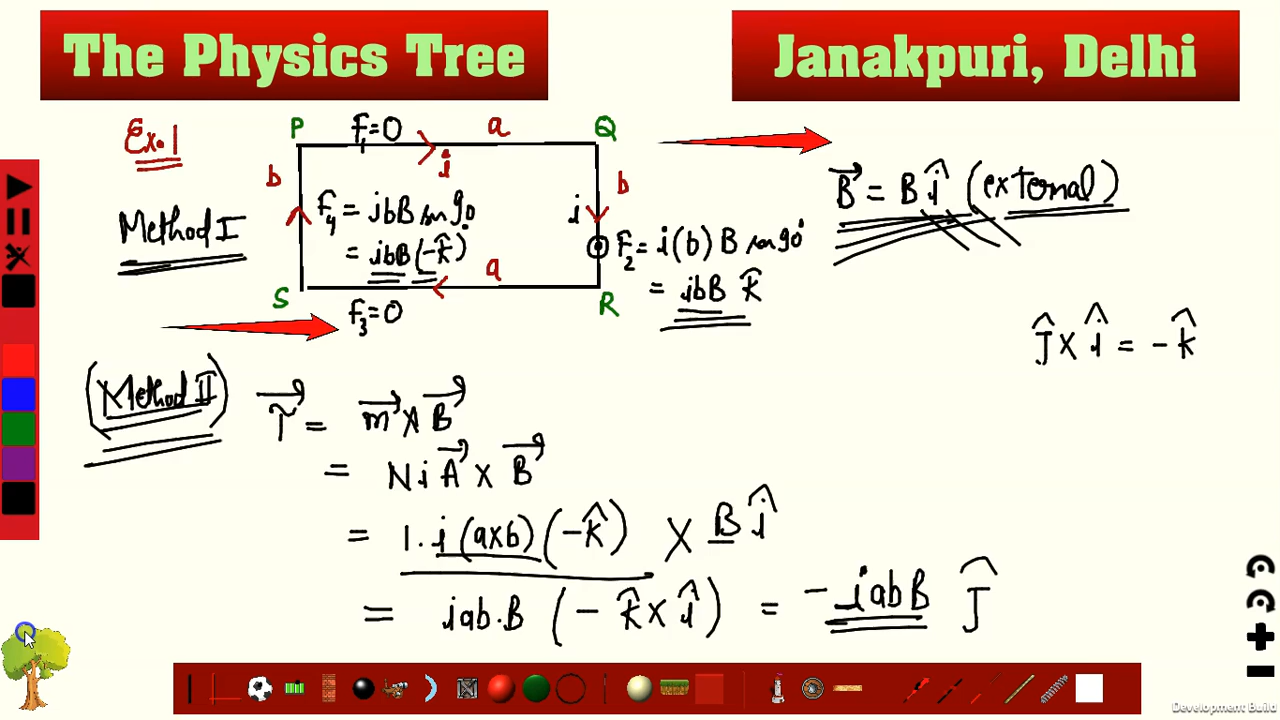 The Physics Tree
Janakpuri, Delhi
Ex.1
P F₁=0 a Q
i
b
b
Method I
F₄ = ibB sin 90°
= ibB (-k̂)
i
F₂ = i(b) B sin 90°
= ibB k̂
a
S R
F₃=0
B⃗ = B î (external)
ĵ × î = - k̂
(Method II)
τ⃗ = m⃗ × B⃗
= N i A⃗ × B⃗
= 1. i (a×b) (-k̂) × B î
= iab.B (- k̂ × î) = - iabB ĵ
Development Build